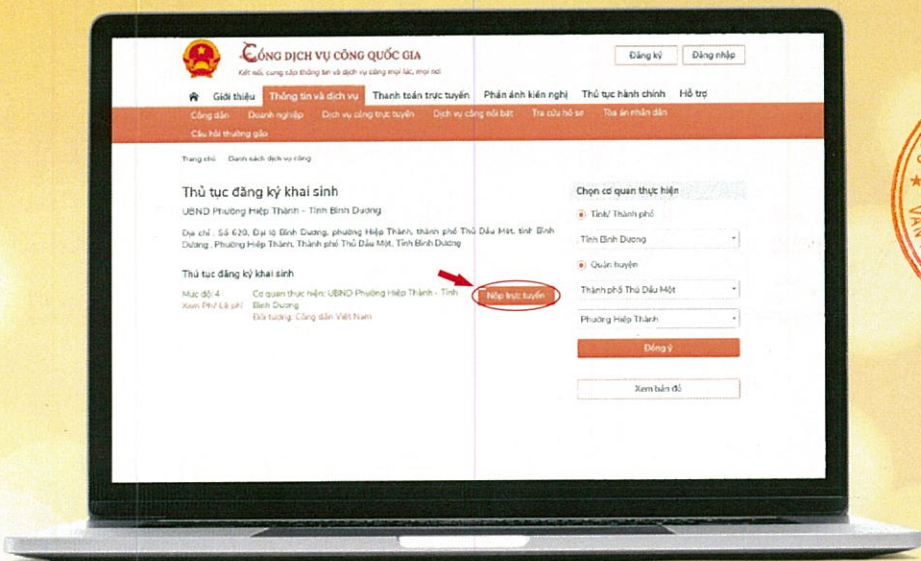 CỔNG DỊCH VỤ CÔNG QUỐC GIA
Kết nối, cung cấp thông tin và dịch vụ công mọi lúc, mọi nơi
Đăng ký Đăng nhập
Giới thiệu Thông tin và dịch vụ Thanh toán trực tuyến Phản ánh kiến nghị Thủ tục hành chính Hỗ trợ
Công dân Doanh nghiệp Dịch vụ công trực tuyến Dịch vụ công nổi bật Tra cứu hồ sơ Tòa án nhân dân
Câu hỏi thường gặp
Trang chủ Danh sách dịch vụ công
Thủ tục đăng ký khai sinh
UBND Phường Hiệp Thành - Tỉnh Bình Dương
Địa chỉ : Số 620, Đại lộ Bình Dương, phường Hiệp Thành, thành phố Thủ Dầu Một, tỉnh Bình
Dương , Phường Hiệp Thành, Thành phố Thủ Dầu Một, Tỉnh Bình Dương
Thủ tục đăng ký khai sinh
Mức độ: 4
Xem Phí/ Lệ phí
Cơ quan thực hiện: UBND Phường Hiệp Thành - Tỉnh
Bình Dương
Đối tượng: Công dân Việt Nam
Nộp trực tuyến
Chọn cơ quan thực hiện
Tỉnh/ Thành phố
Tỉnh Bình Dương
Quận huyện
Thành phố Thủ Dầu Một
Phường Hiệp Thành
Đồng ý
Xem bản đồ